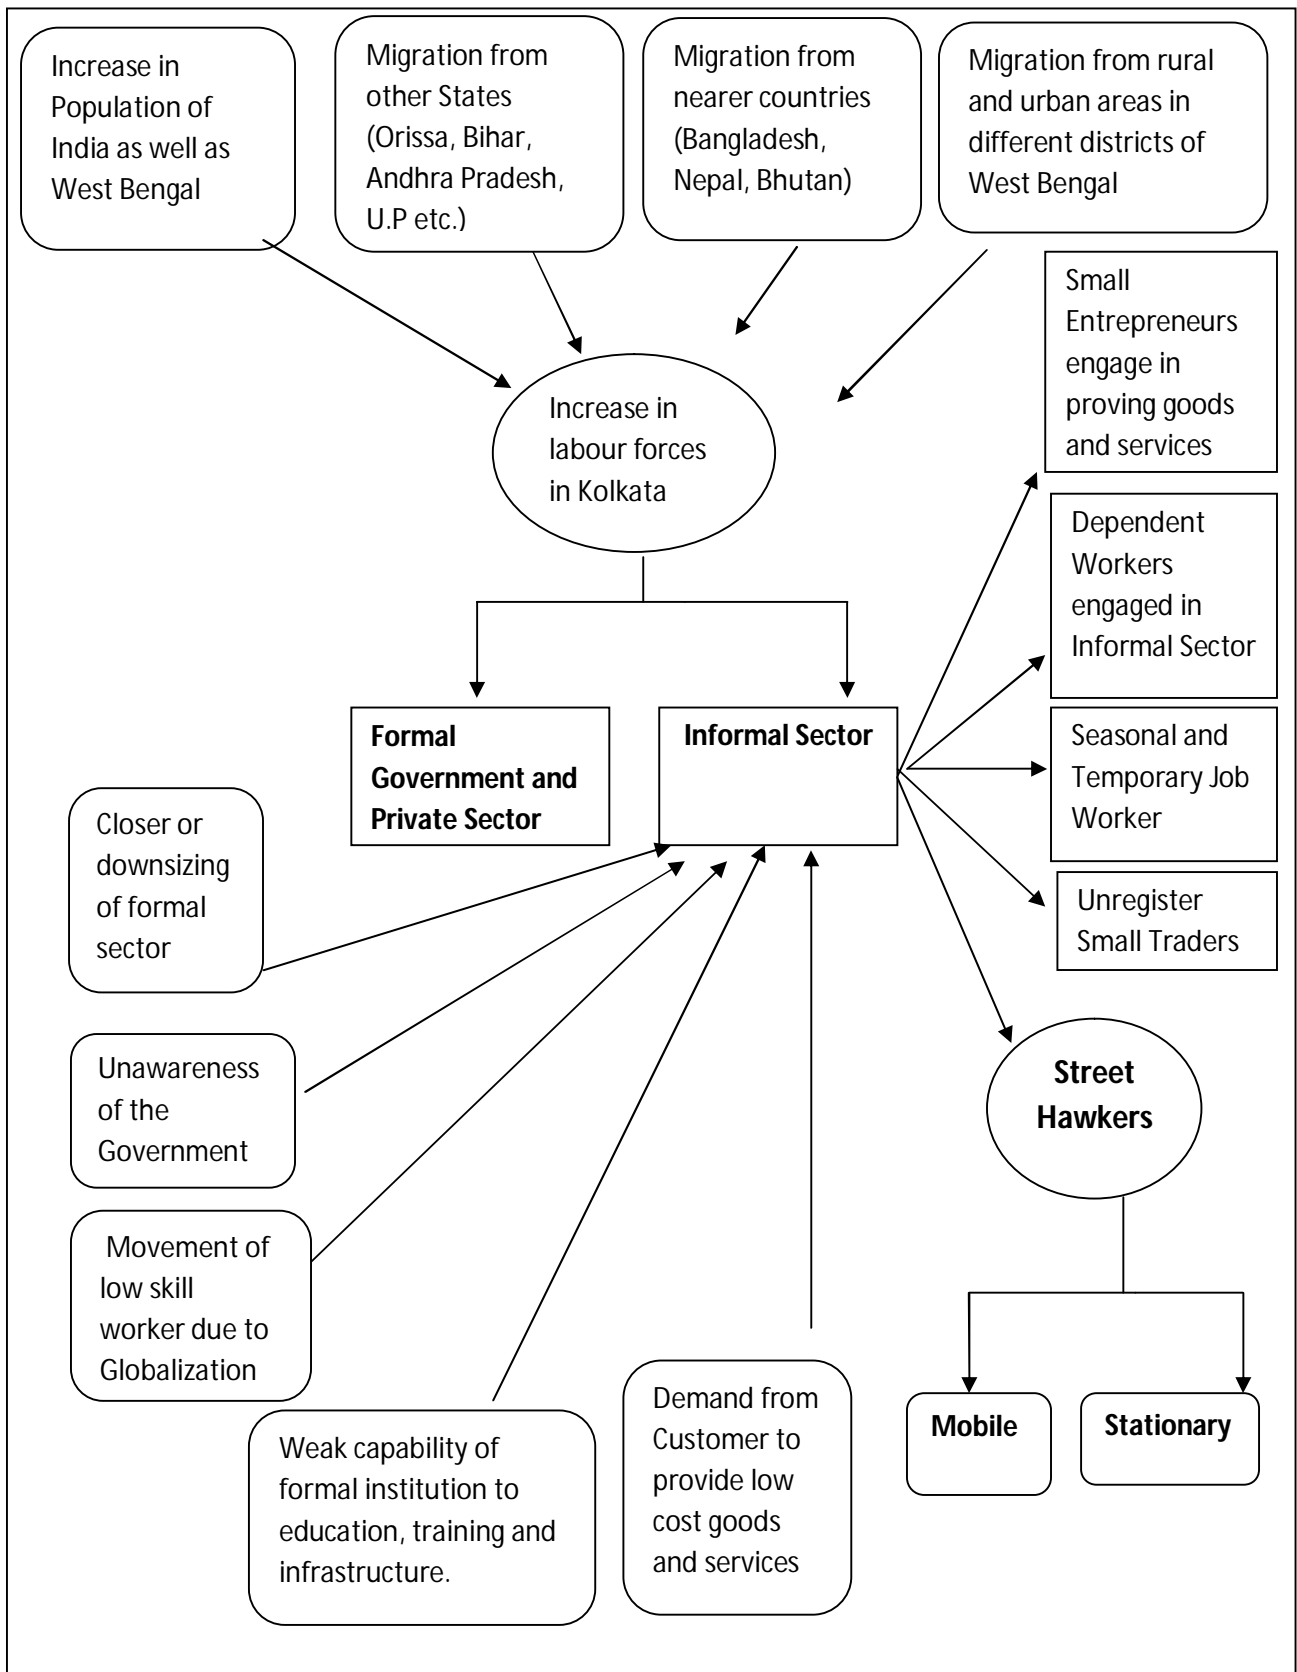 Increase in
Population of
India as well as
West Bengal
Migration from
other States
(Orissa, Bihar,
Andhra Pradesh,
U.P etc.)
Migration from
nearer countries
(Bangladesh,
Nepal, Bhutan)
Migration from rural
and urban areas in
different districts of
West Bengal
Small
Entrepreneurs
engage in
proving goods
and services
Increase in
labour forces
in Kolkata
Dependent
Workers
engaged in
Informal Sector
Formal
Government and
Private Sector
Informal Sector
Seasonal and
Temporary Job
Worker
Closer or
downsizing
of formal
sector
Unregister
Small Traders
Unawareness
of the
Government
Street
Hawkers
Movement of
low skill
worker due to
Globalization
Weak capability of
formal institution to
education, training and
infrastructure.
Demand from
Customer to
provide low
cost goods
and services
Mobile
Stationary